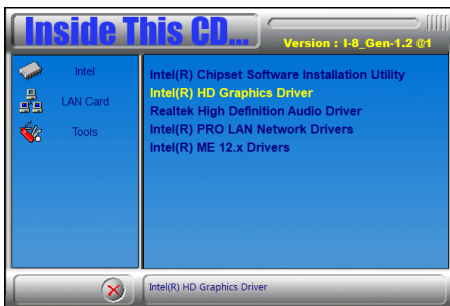 Inside This CD...
Version : I-8_Gen-1.2 @1
Intel
LAN Card
Tools
Intel(R) Chipset Software Installation Utility
Intel(R) HD Graphics Driver
Realtek High Definition Audio Driver
Intel(R) PRO LAN Network Drivers
Intel(R) ME 12.x Drivers
Intel(R) HD Graphics Driver